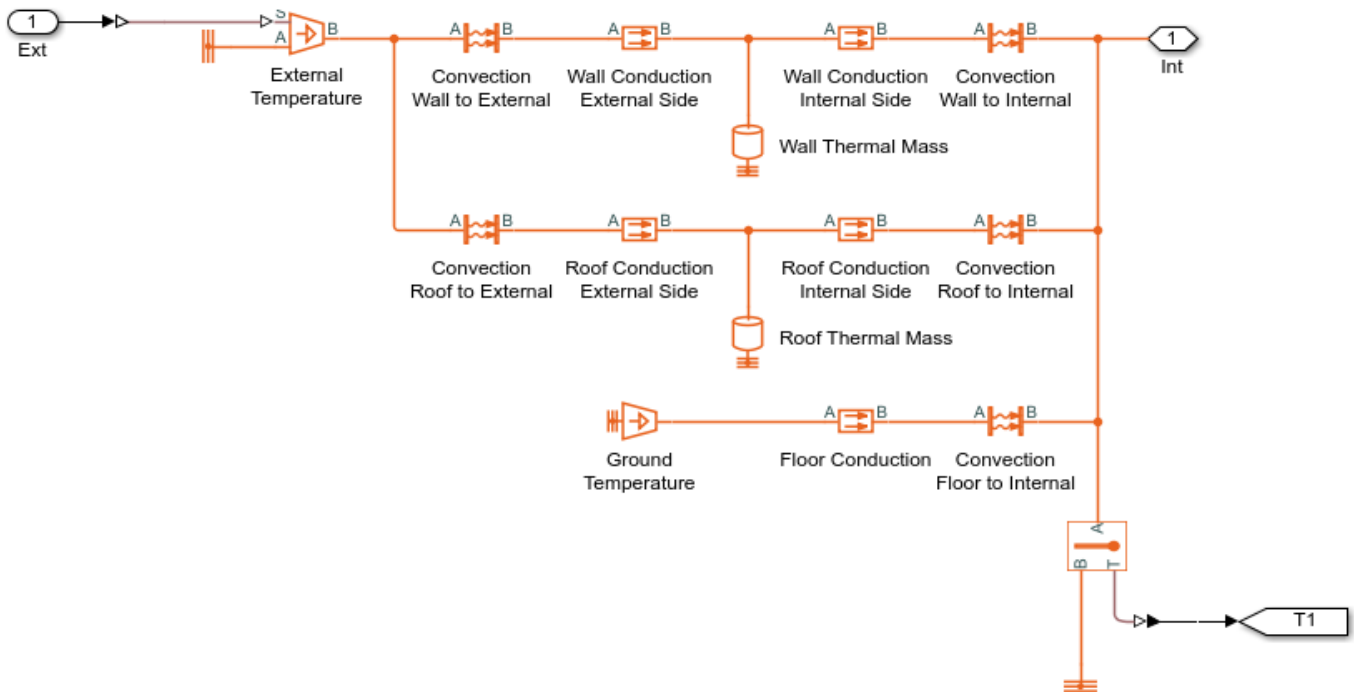 1
Ext
S
A
B
External
Temperature
A
B
Convection
Wall to External
A
B
Wall Conduction
External Side
A
B
Wall Conduction
Internal Side
A
B
Convection
Wall to Internal
1
Int
Wall Thermal Mass
A
B
Convection
Roof to External
A
B
Roof Conduction
External Side
A
B
Roof Conduction
Internal Side
A
B
Convection
Roof to Internal
Roof Thermal Mass
Ground
Temperature
A
B
Floor Conduction
A
B
Convection
Floor to Internal
A
B
T
T1